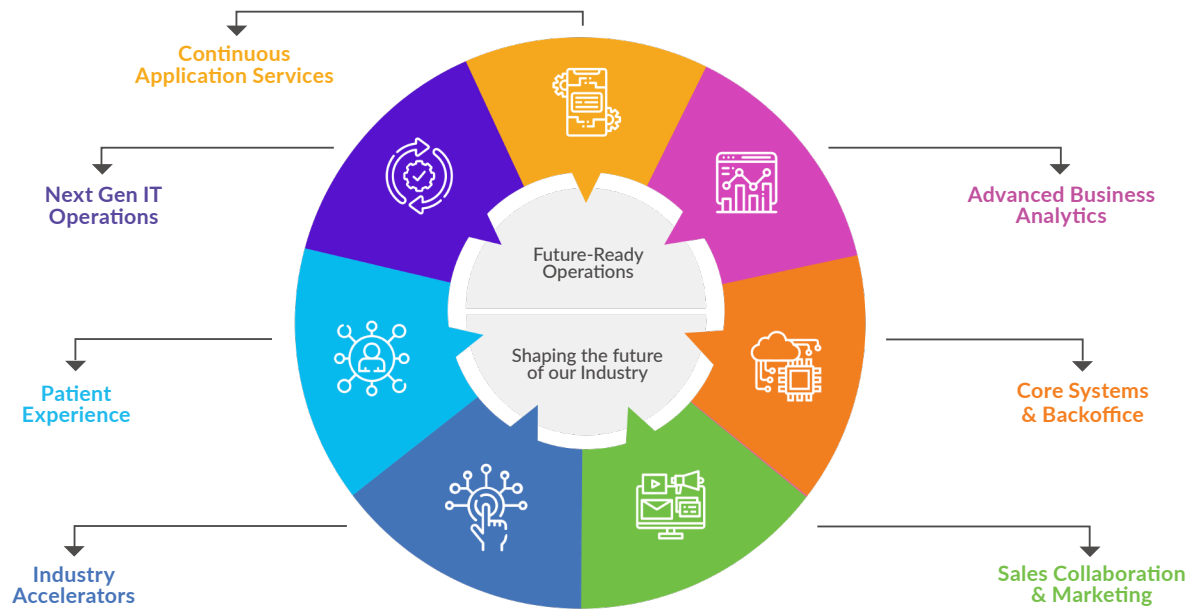 Continuous
Application Services
Next Gen IT
Operations
Advanced Business
Analytics
Future-Ready
Operations
Shaping the future
of our Industry
Patient
Experience
Core Systems
& Backoffice
Industry
Accelerators
Sales Collaboration
& Marketing